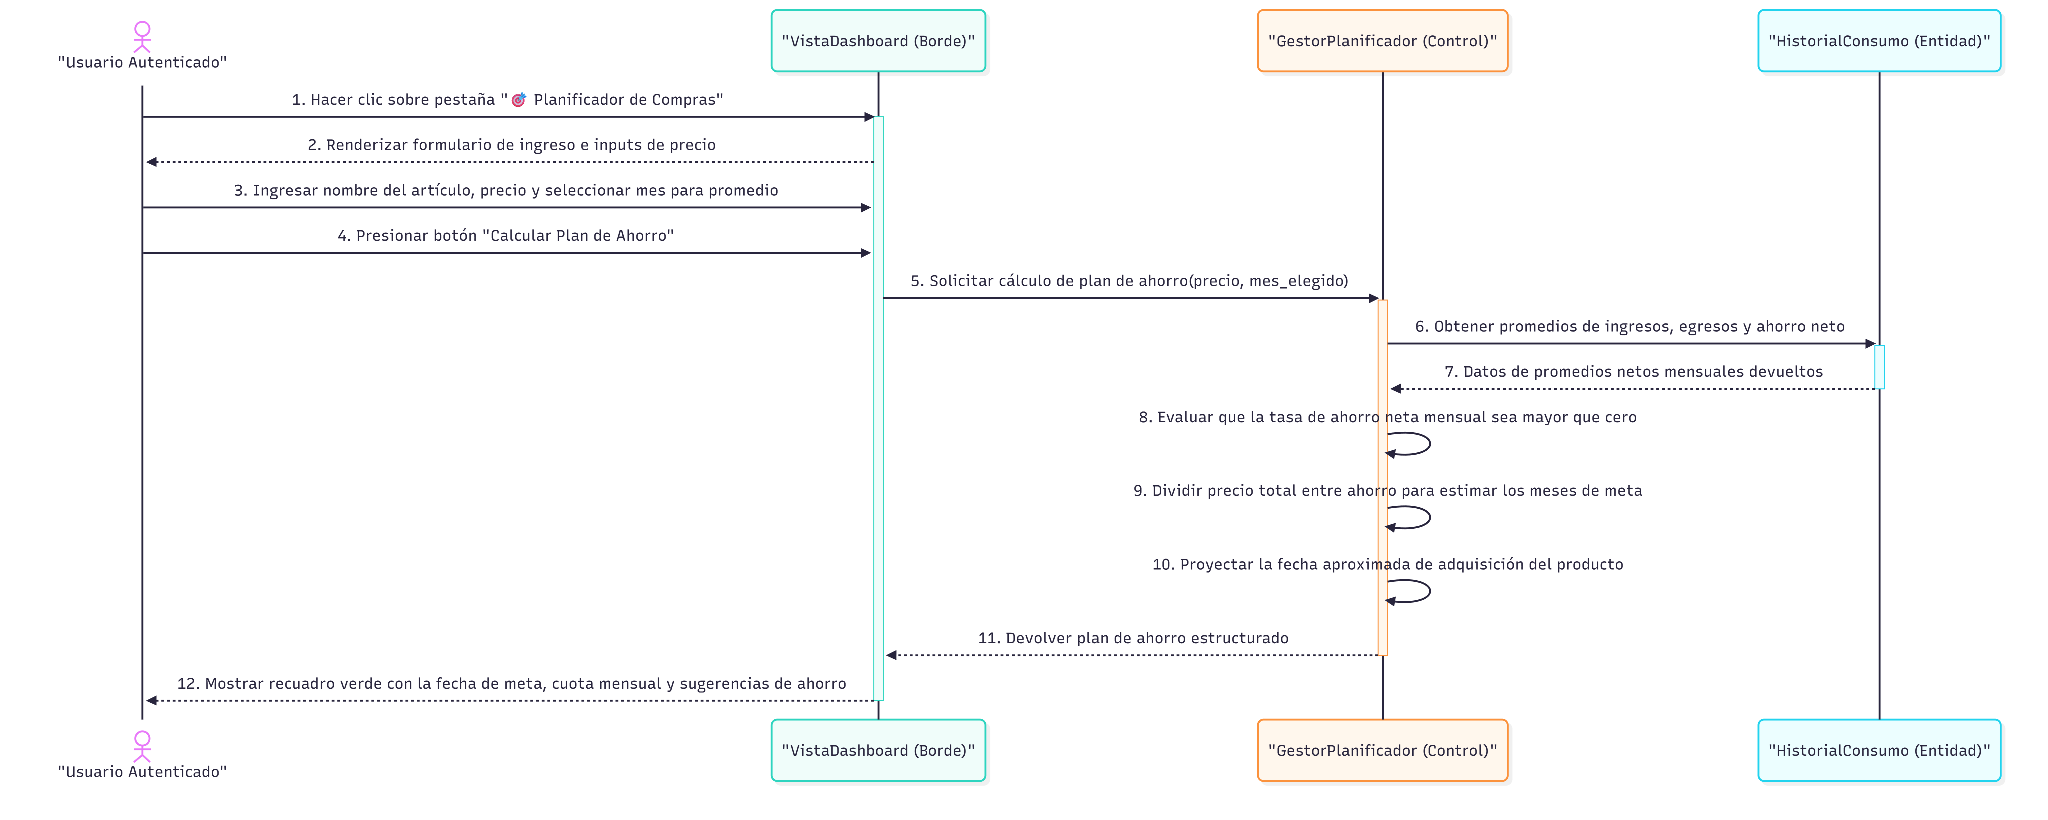 "Usuario Autenticado"
"VistaDashboard (Borde)"
"GestorPlanificador (Control)"
"HistorialConsumo (Entidad)"
1. Hacer clic sobre pestaña "🎯 Planificador de Compras"
2. Renderizar formulario de ingreso e inputs de precio
3. Ingresar nombre del artículo, precio y seleccionar mes para promedio
4. Presionar botón "Calcular Plan de Ahorro"
5. Solicitar cálculo de plan de ahorro(precio, mes_elegido)
6. Obtener promedios de ingresos, egresos y ahorro neto
7. Datos de promedios netos mensuales devueltos
8. Evaluar que la tasa de ahorro neta mensual sea mayor que cero
9. Dividir precio total entre ahorro para estimar los meses de meta
10. Proyectar la fecha aproximada de adquisición del producto
11. Devolver plan de ahorro estructurado
12. Mostrar recuadro verde con la fecha de meta, cuota mensual y sugerencias de ahorro
"Usuario Autenticado"
"VistaDashboard (Borde)"
"GestorPlanificador (Control)"
"HistorialConsumo (Entidad)"